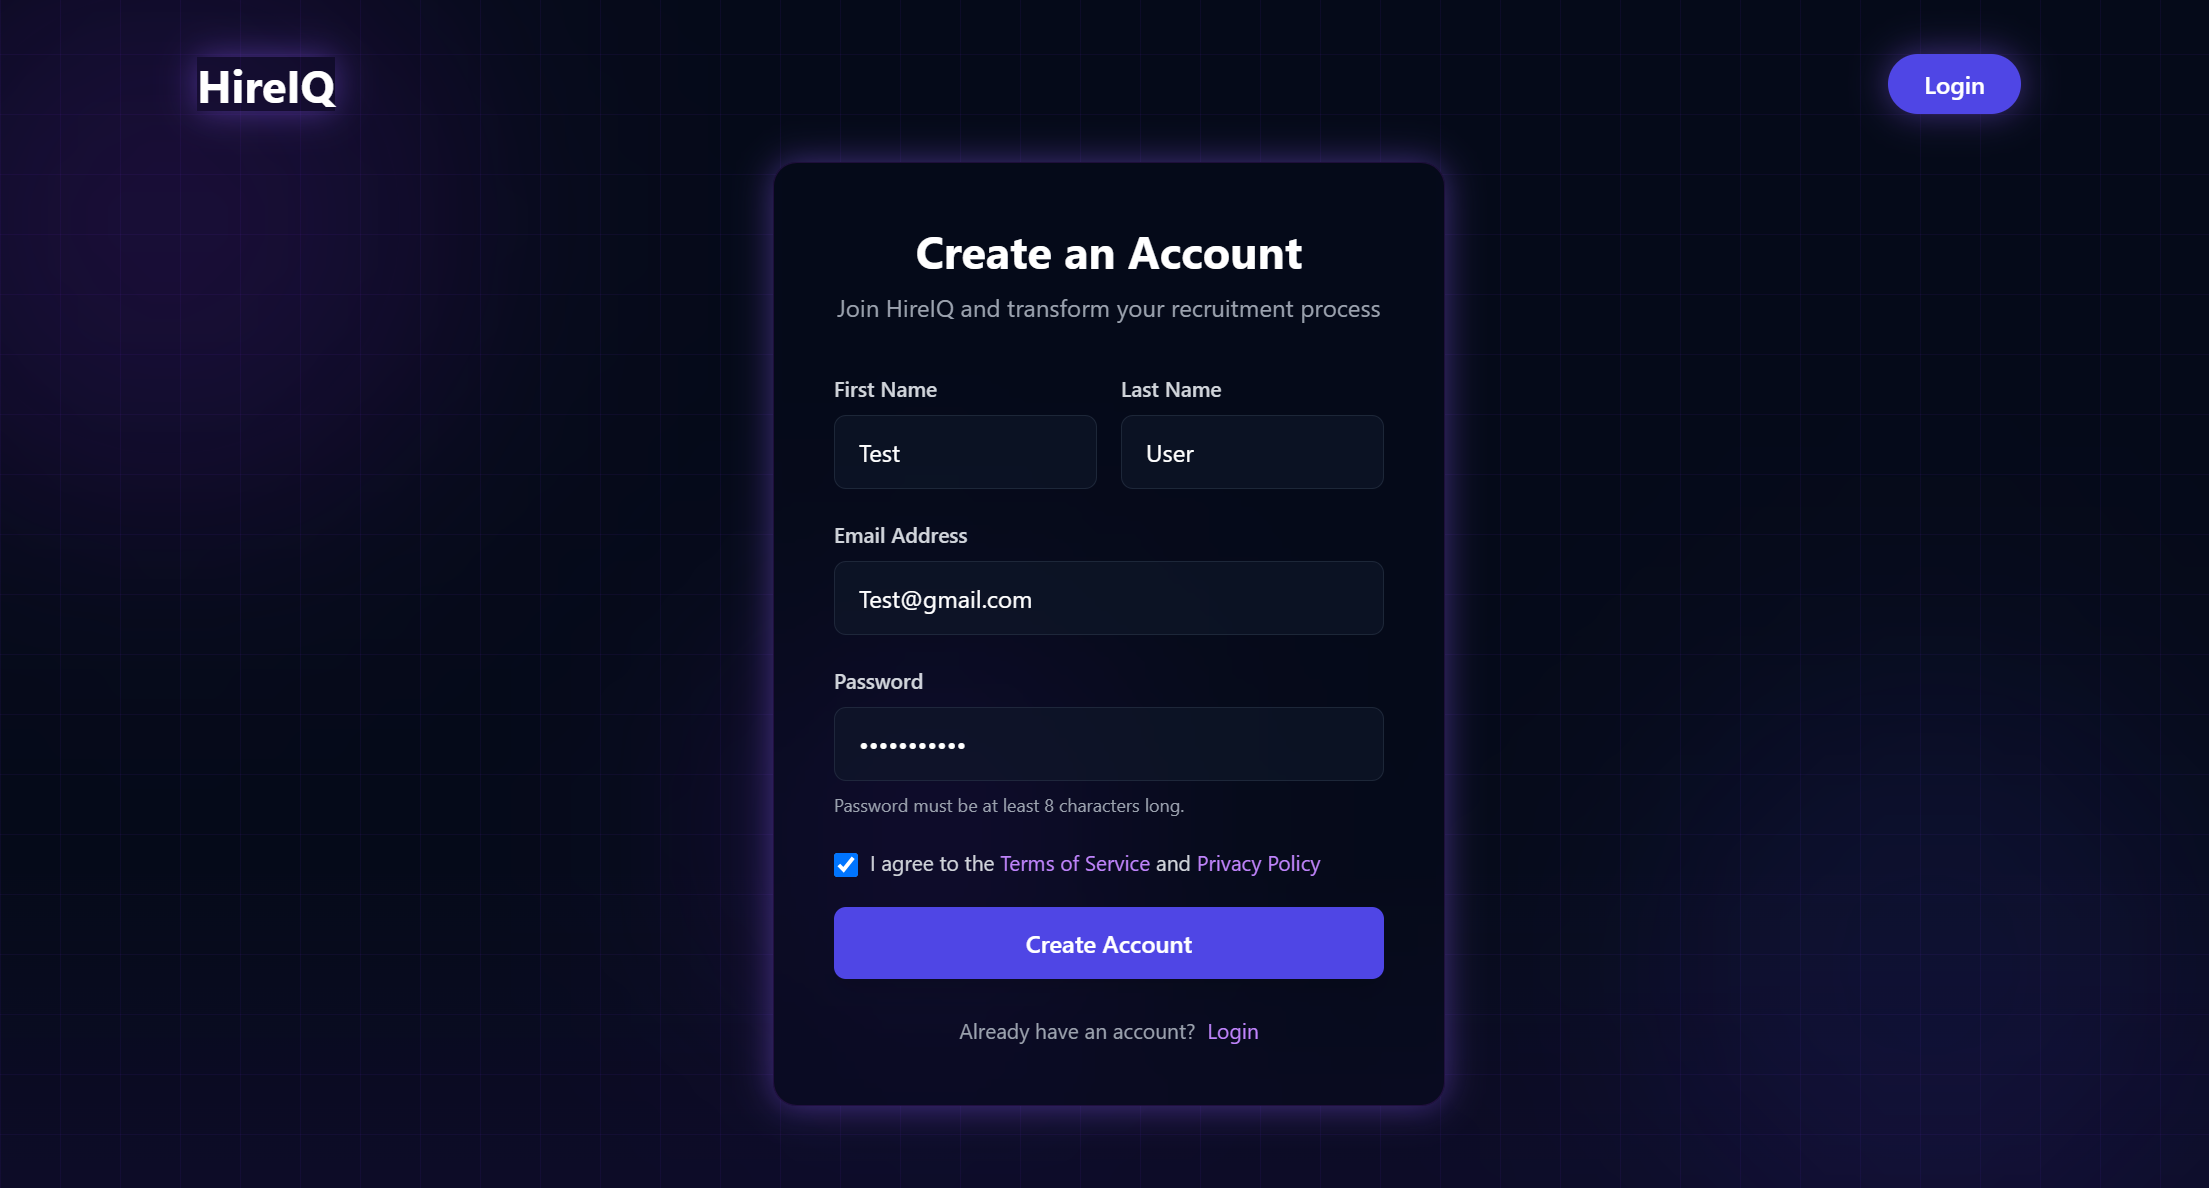 HireIQ
Login
Create an Account
Join HireIQ and transform your recruitment process
First Name
Last Name
Test
User
Email Address
Test@gmail.com
Password
•••••••••••
Password must be at least 8 characters long.
I agree to the Terms of Service and Privacy Policy
Create Account
Already have an account? Login